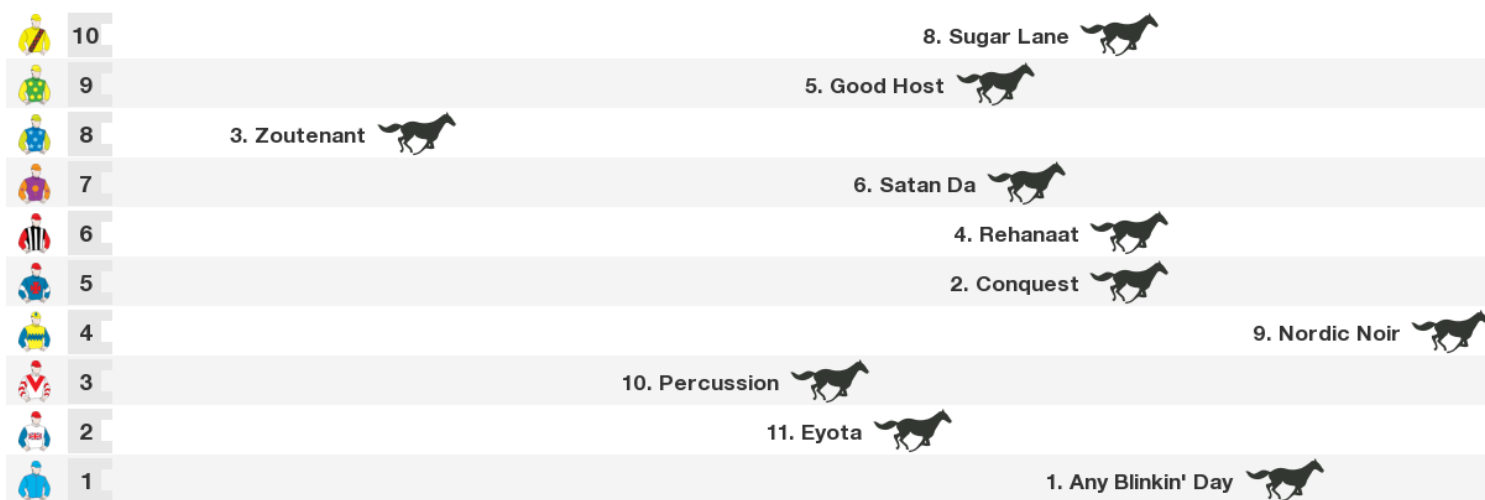 10 8. Sugar Lane
9 5. Good Host
8 3. Zoutenant
7 6. Satan Da
6 4. Rehanaat
5 2. Conquest
4 9. Nordic Noir
3 10. Percussion
2 11. Eyota
1 1. Any Blinkin' Day